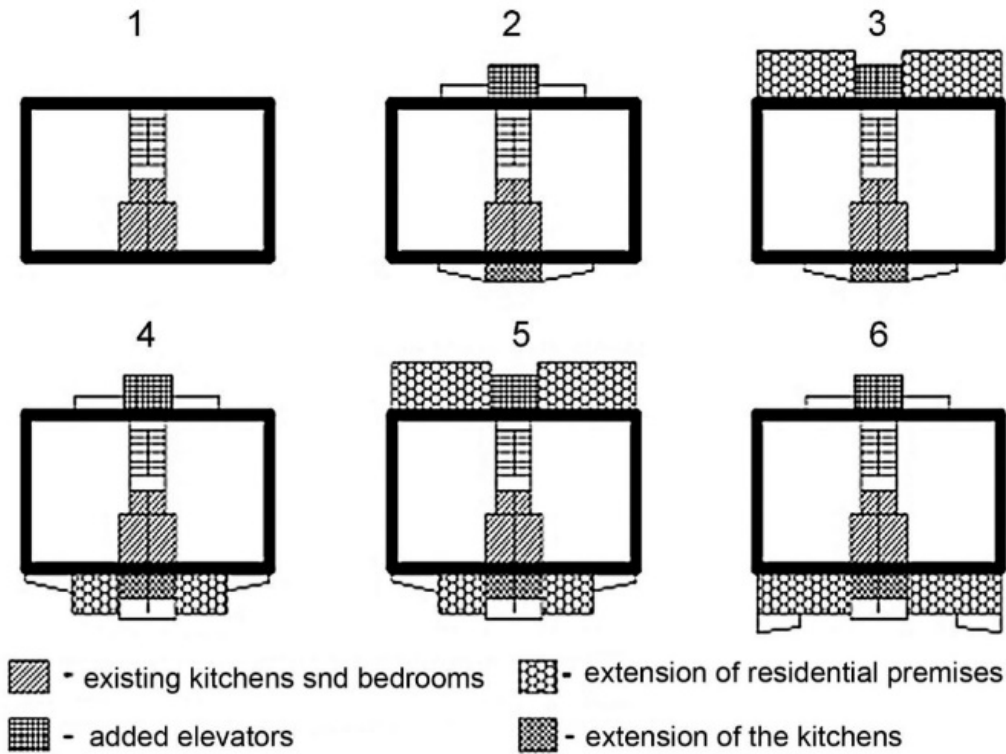 1 2 3
4 5 6
- existing kitchens snd bedrooms - extension of residential premises
- added elevators - extension of the kitchens